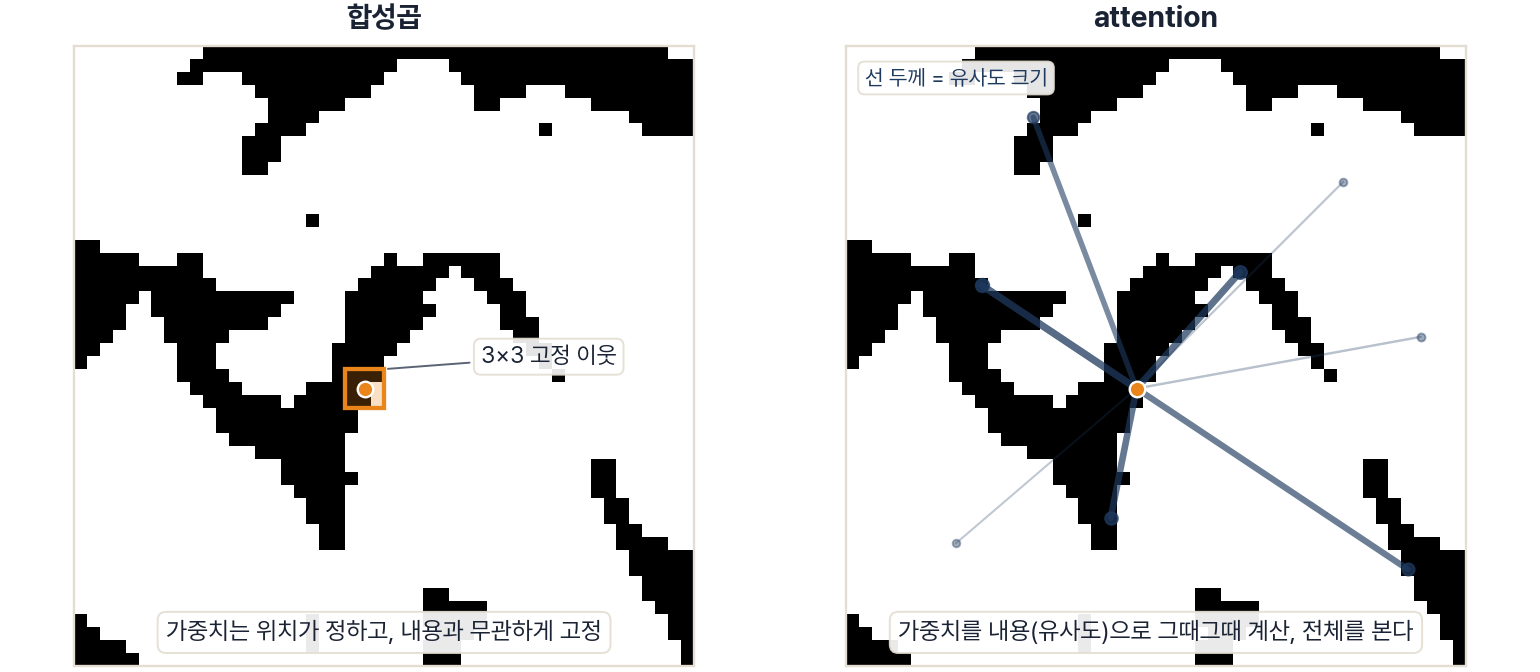 합성곱
attention
선 두께 = 유사도 크기
3×3 고정 이웃
가중치는 위치가 정하고, 내용과 무관하게 고정
가중치를 내용(유사도)으로 그때그때 계산, 전체를 본다